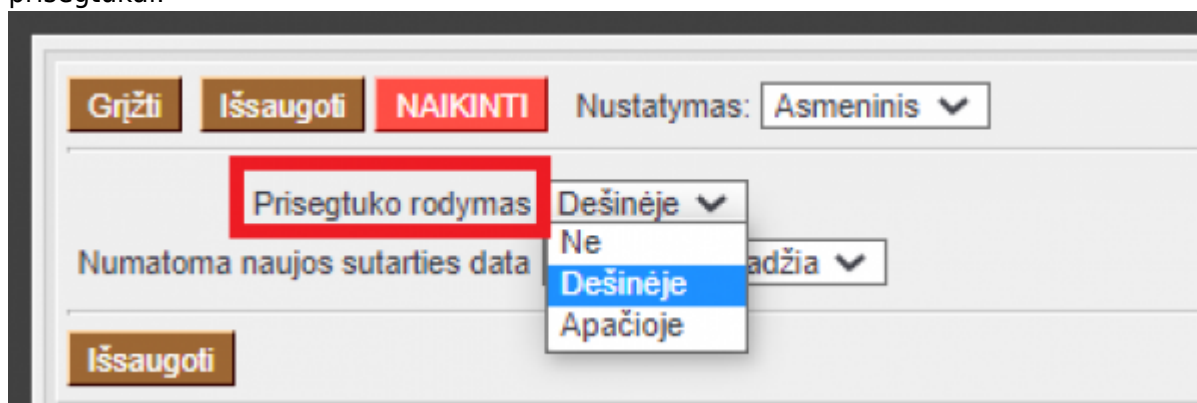 Grįžti Išsaugoti NAIKINTI Nustatymas: Asmeninis
Prisegtuko rodymas Dešinėje
Ne
Numatoma naujos sutarties data adžia
Dešinėje
Apačioje
Išsaugoti